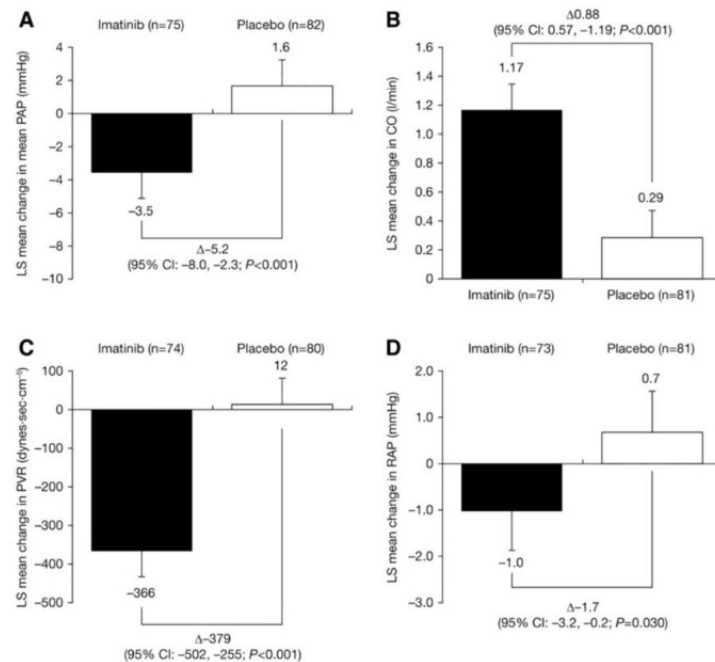 A
Imatinib (n=75) Placebo (n=82)
LS mean change in mean PAP (mmHg)
4
2
0
−2
−4
−6
−8
−10
1.6
−3.5
Δ−5.2
(95% CI: −8.0, −2.3; P<0.001)
B
Δ0.88
(95% CI: 0.57, −1.19; P<0.001)
LS mean change in CO (l/min)
1.6
1.4
1.2
1.0
0.8
0.6
0.4
0.2
0
1.17
0.29
Imatinib (n=75) Placebo (n=81)
C
Imatinib (n=74) Placebo (n=80)
LS mean change in PVR (dynes·sec·cm⁻⁵)
100
0
−100
−200
−300
−400
−500
12
−366
Δ−379
(95% CI: −502, −255; P<0.001)
D
Imatinib (n=73) Placebo (n=81)
LS mean change in RAP (mmHg)
2.0
1.0
0
−1.0
−2.0
−3.0
0.7
−1.0
Δ−1.7
(95% CI: −3.2, −0.2; P=0.030)